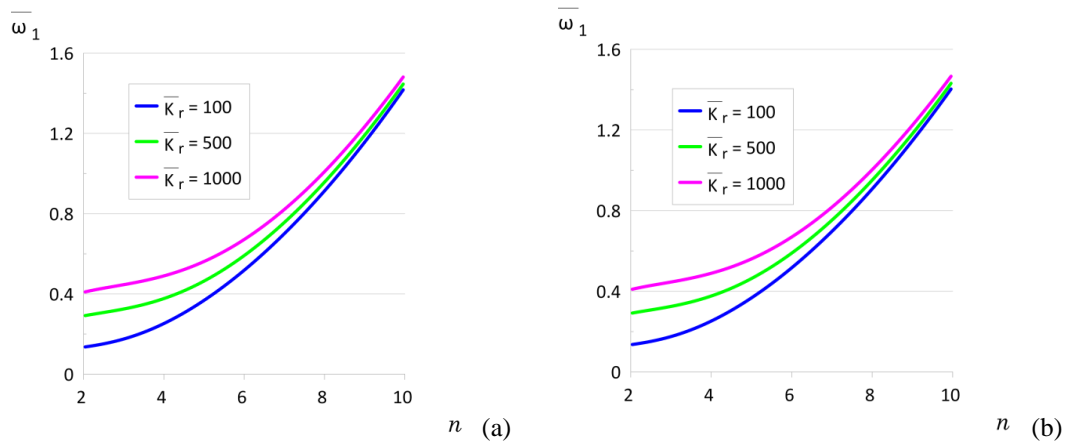 ω̅ 1
1.6
1.2
0.8
0.4
0
2 4 6 8 10
K̅ r = 100
K̅ r = 500
K̅ r = 1000
n (a)
ω̅ 1
1.6
1.2
0.8
0.4
0
2 4 6 8 10
K̅ r = 100
K̅ r = 500
K̅ r = 1000
n (b)